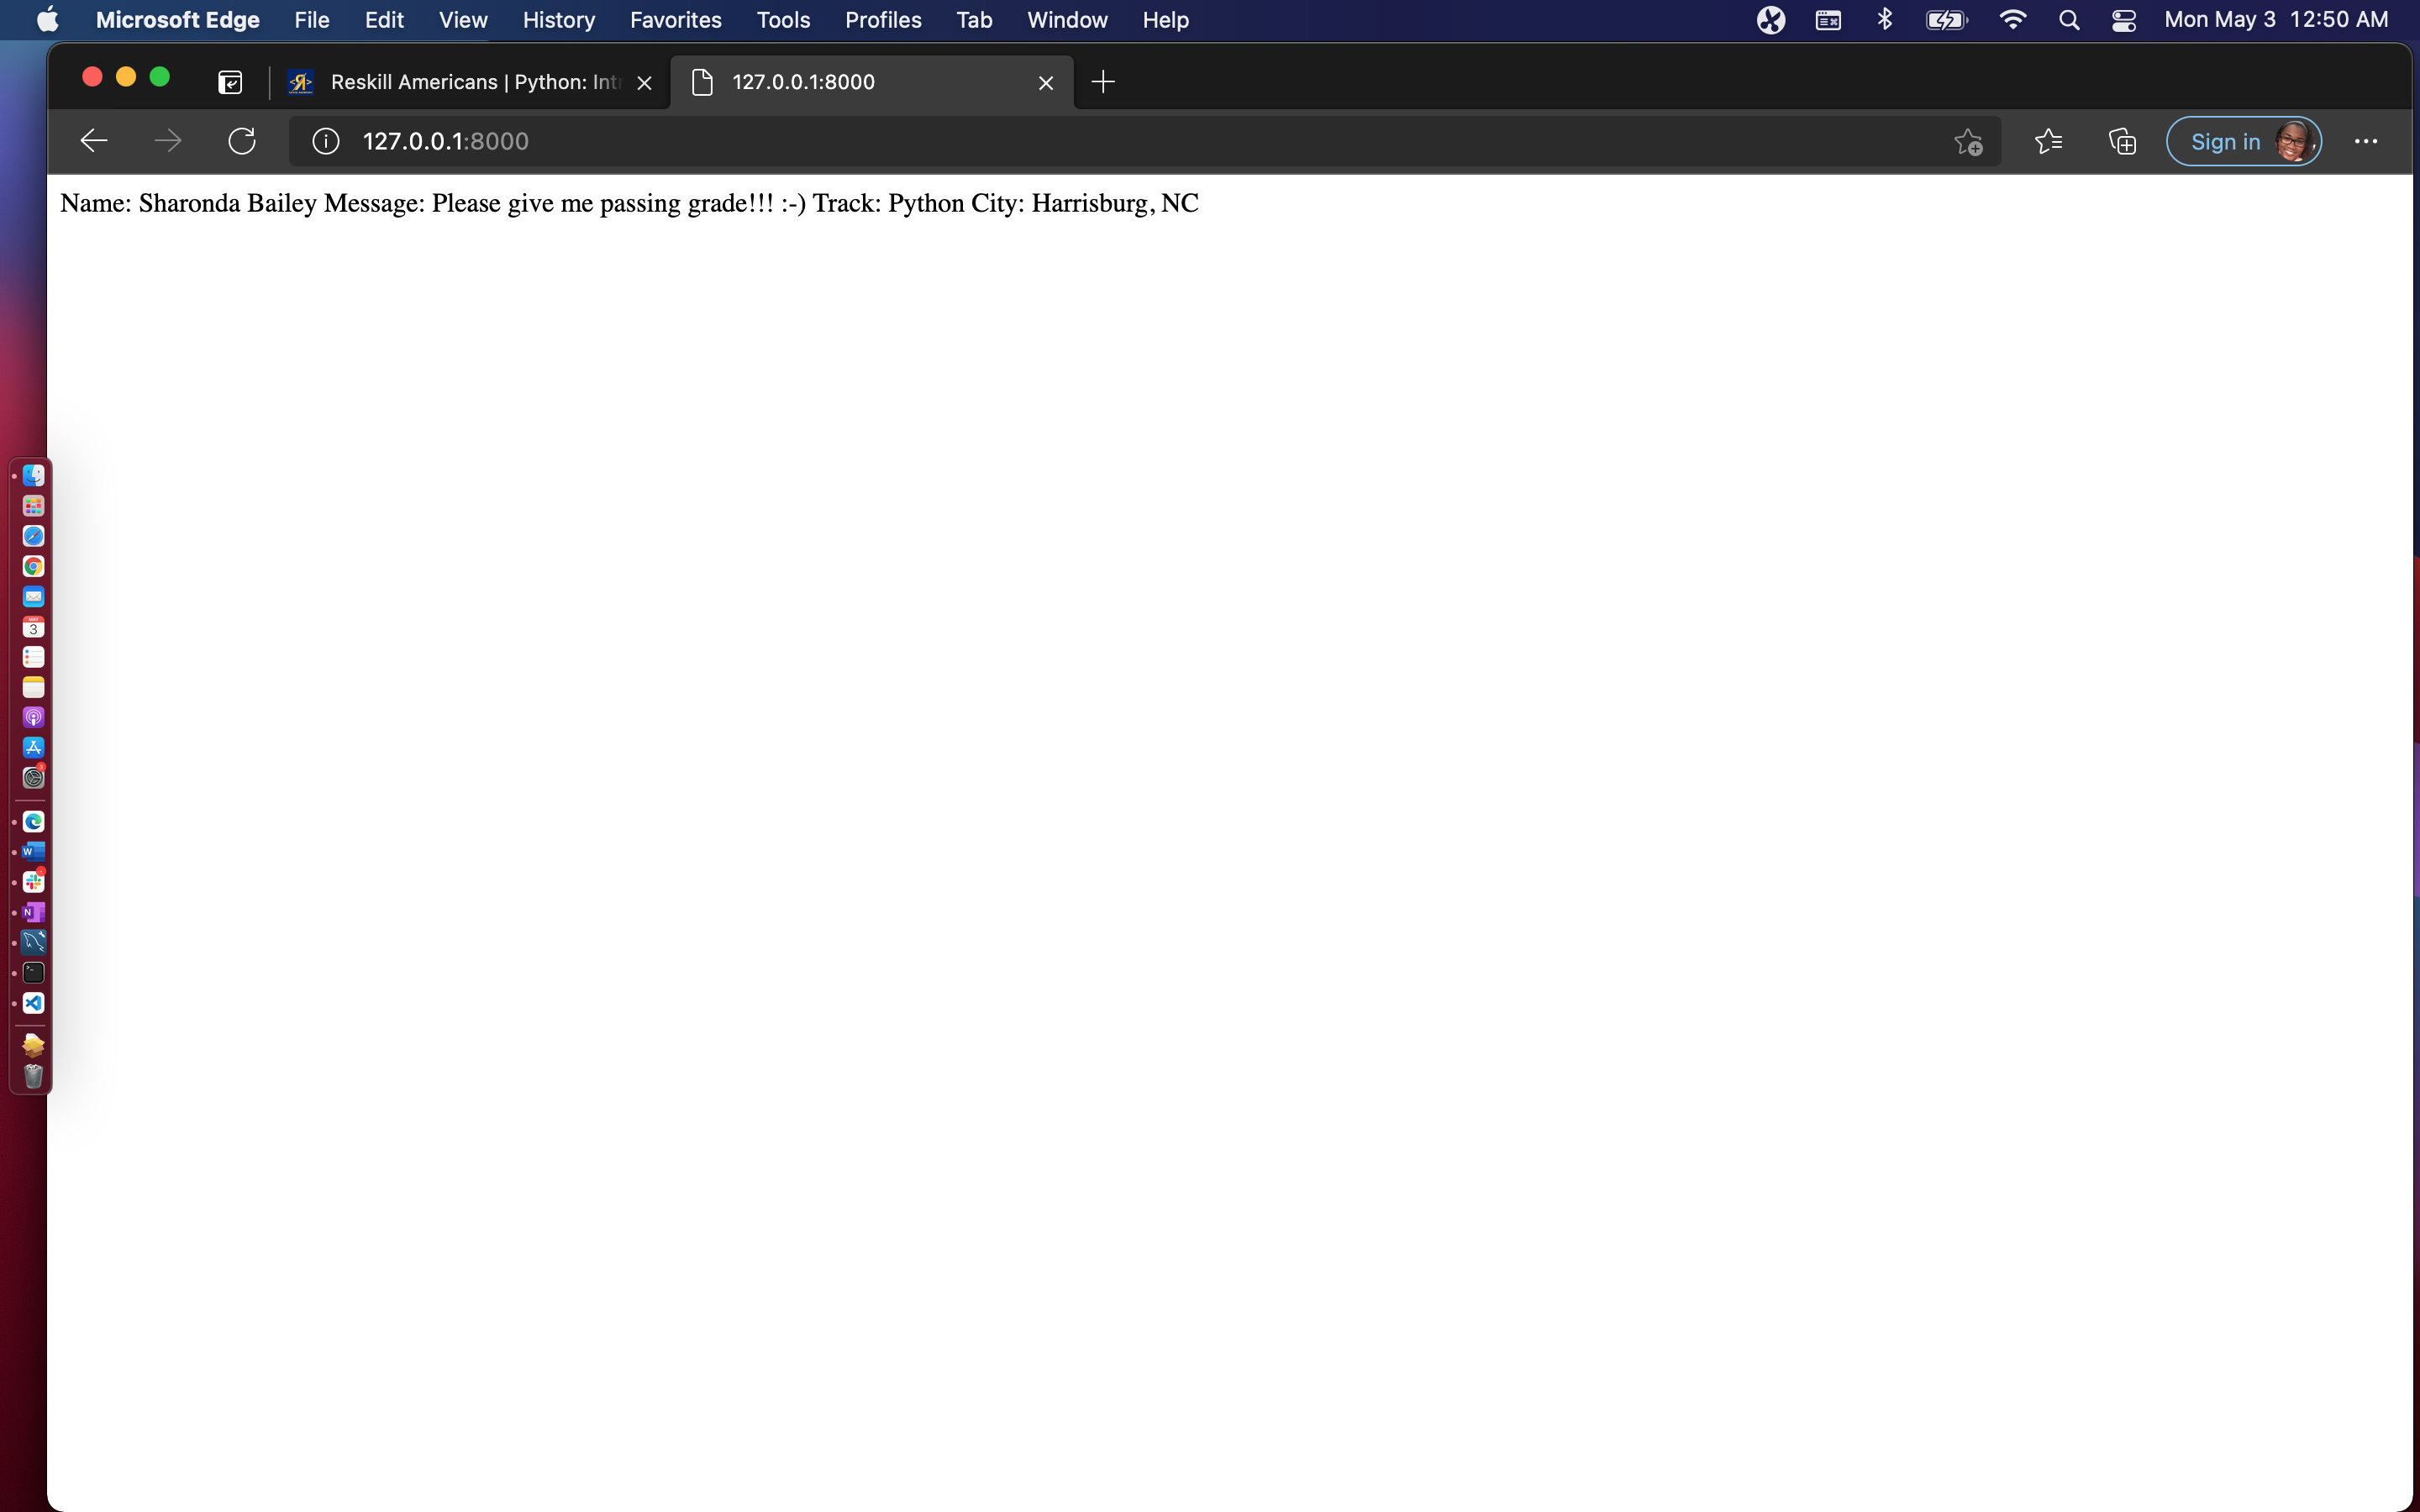 Microsoft Edge File Edit View History Favorites Tools Profiles Tab Window Help Mon May 3 12:50 AM
Reskill Americans | Python: Int 127.0.0.1:8000
127.0.0.1:8000 Sign in
Name: Sharonda Bailey Message: Please give me passing grade!!! :-) Track: Python City: Harrisburg, NC
MAY
3
W
N